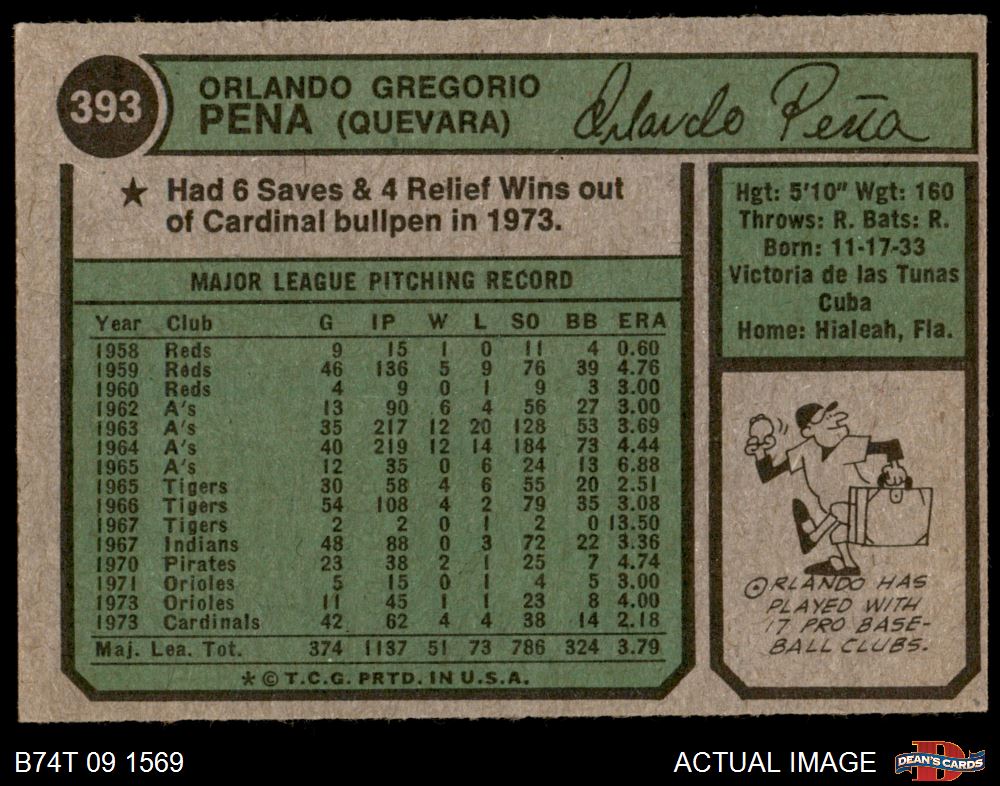 393
ORLANDO GREGORIO
PENA (QUEVARA)
Orlando Peña
★ Had 6 Saves & 4 Relief Wins out
of Cardinal bullpen in 1973.
MAJOR LEAGUE PITCHING RECORD
Year Club G IP W L SO BB ERA
1958 Reds 9 15 1 0 11 4 0.60
1959 Reds 46 136 5 9 76 39 4.76
1960 Reds 4 9 0 1 9 3 3.00
1962 A's 13 90 6 4 56 27 3.00
1963 A's 35 217 12 20 128 53 3.69
1964 A's 40 219 12 14 184 73 4.44
1965 A's 12 35 0 6 24 13 6.88
1965 Tigers 30 58 4 6 55 20 2.51
1966 Tigers 54 108 4 2 79 35 3.08
1967 Tigers 2 2 0 1 2 0 13.50
1967 Indians 48 88 0 3 72 22 3.36
1970 Pirates 23 38 2 1 25 7 4.74
1971 Orioles 5 15 0 1 4 5 3.00
1973 Orioles 11 45 1 1 23 8 4.00
1973 Cardinals 42 62 4 4 38 14 2.18
Maj. Lea. Tot. 374 1137 51 73 786 324 3.79
* © T.C.G. PRTD. IN U.S.A.
Hgt: 5'10" Wgt: 160
Throws: R. Bats: R.
Born: 11-17-33
Victoria de las Tunas
Cuba
Home: Hialeah, Fla.
ORLANDO HAS
PLAYED WITH
17 PRO BASE-
BALL CLUBS.
B74T 09 1569
ACTUAL IMAGE
DEAN'S CARDS